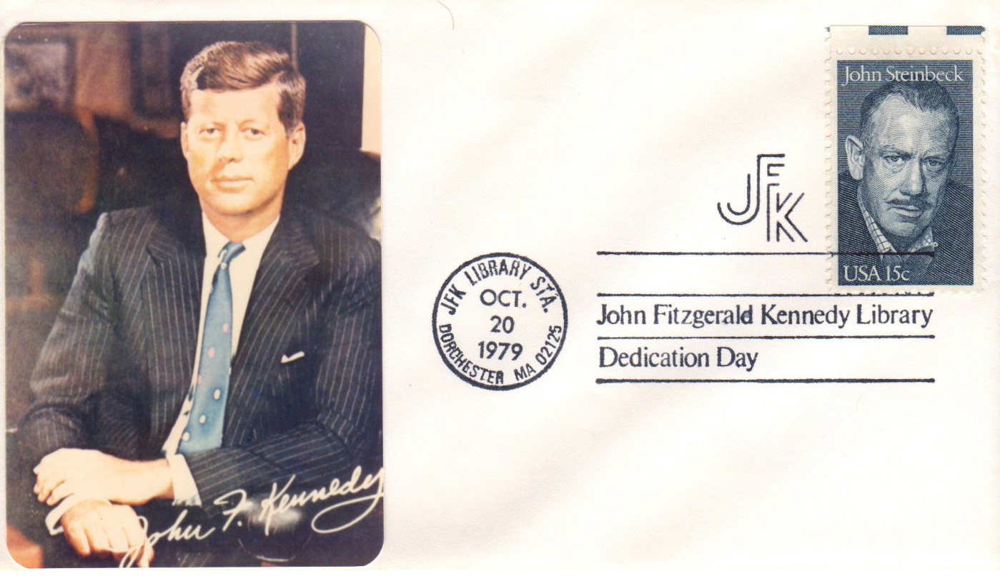 John F. Kennedy
John Steinbeck
USA 15c
JFK
JFK LIBRARY STA.
OCT.
20
1979
DORCHESTER MA 02125
John Fitzgerald Kennedy Library
Dedication Day